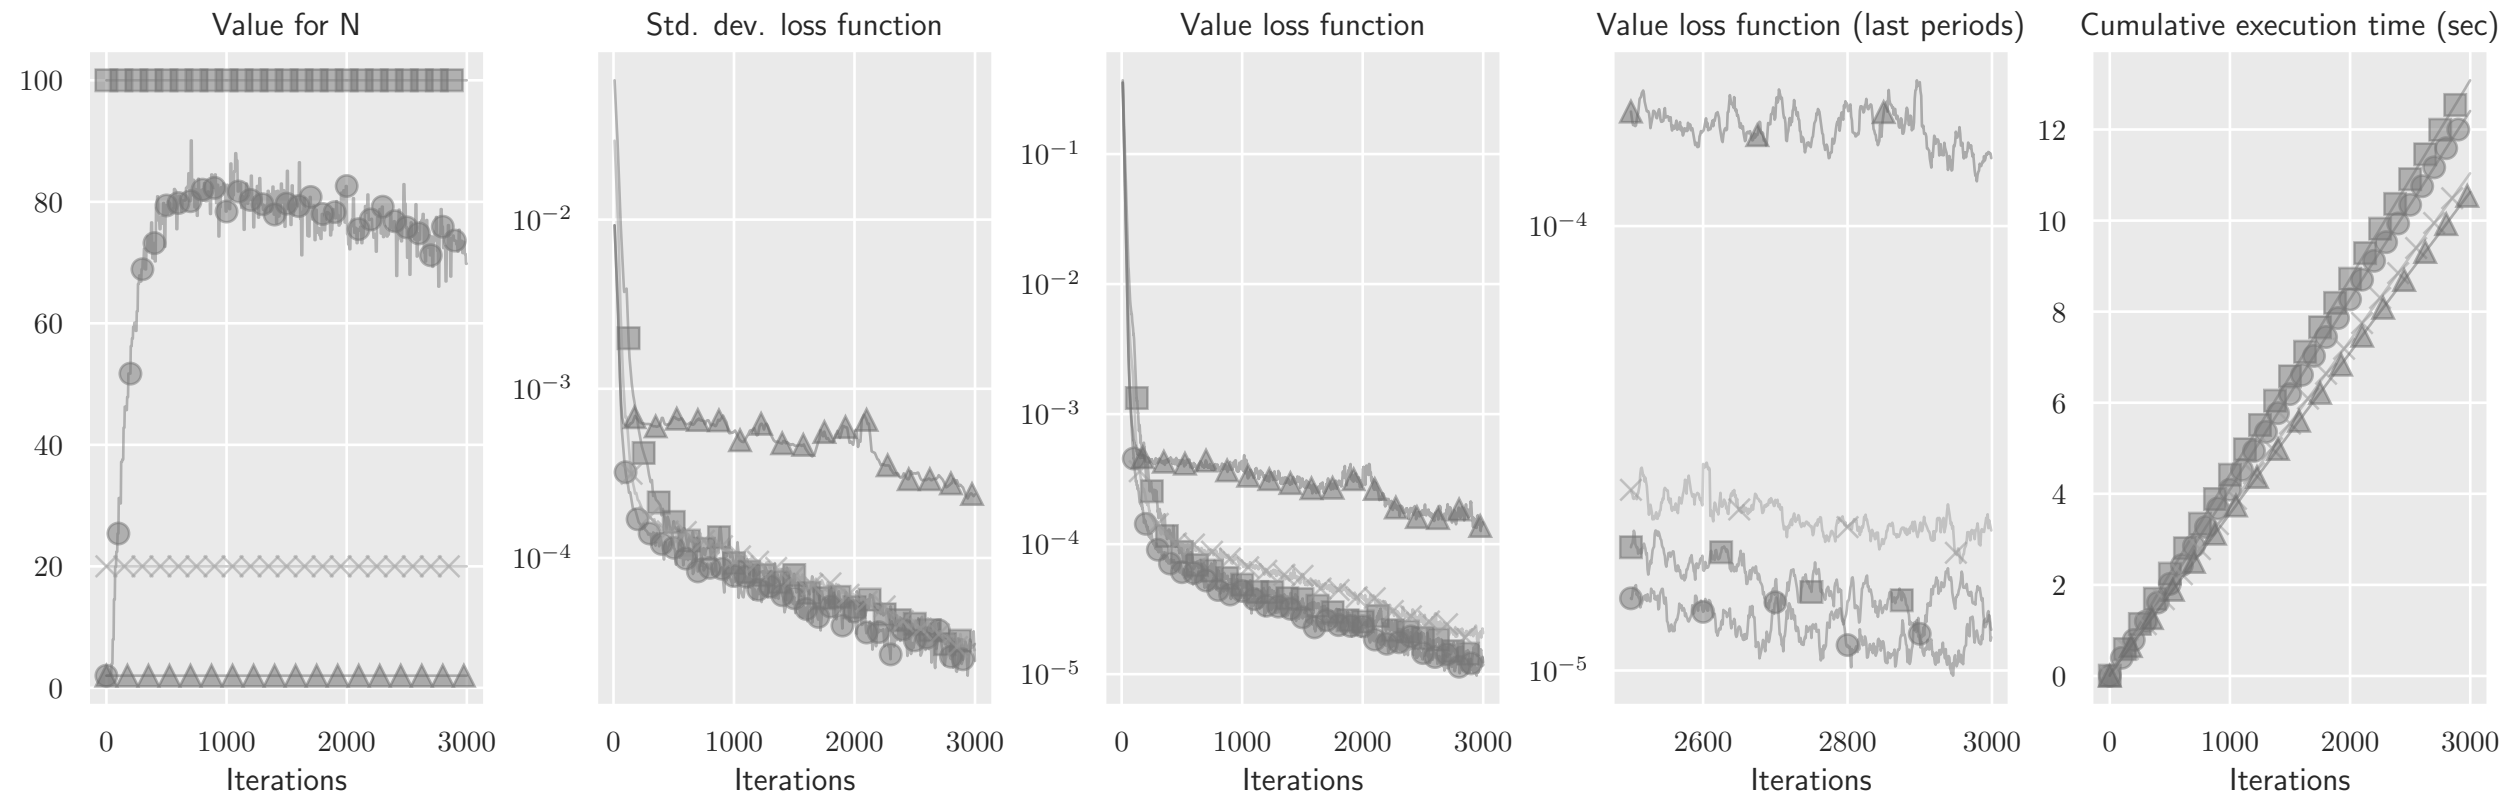 Value for N
100
80
60
40
20
0
0 1000 2000 3000
Iterations
Std. dev. loss function
10⁻²
10⁻³
10⁻⁴
0 1000 2000 3000
Iterations
Value loss function
10⁻¹
10⁻²
10⁻³
10⁻⁴
10⁻⁵
0 1000 2000 3000
Iterations
Value loss function (last periods)
10⁻⁴
10⁻⁵
2600 2800 3000
Iterations
Cumulative execution time (sec)
12
10
8
6
4
2
0
0 1000 2000 3000
Iterations